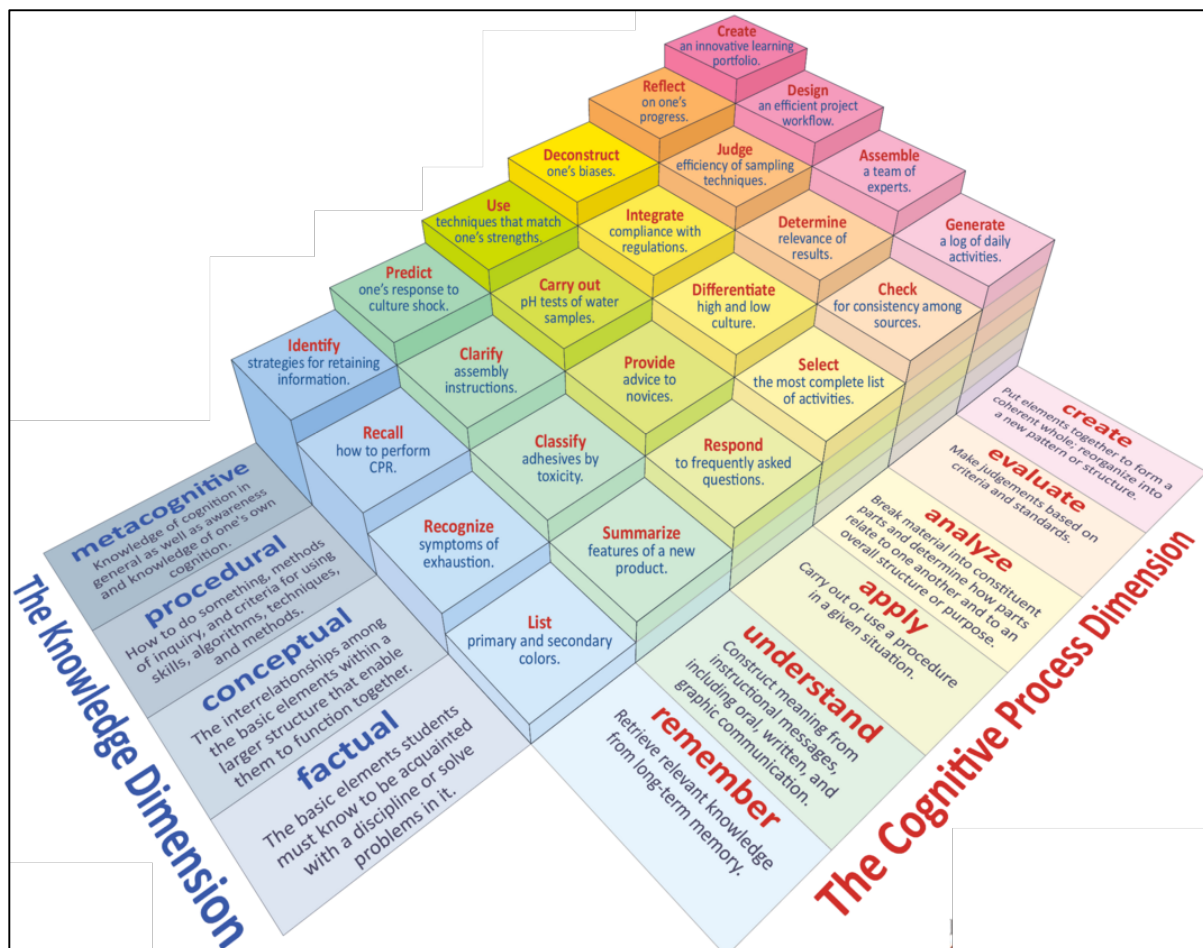 Create
an innovative learning
portfolio.
Reflect
on one's
progress.
Design
an efficient project
workflow.
Deconstruct
one's biases.
Judge
efficiency of sampling
techniques.
Assemble
a team of
experts.
Use
techniques that match
one's strengths.
Integrate
compliance with
regulations.
Determine
relevance of
results.
Generate
a log of daily
activities.
Predict
one's response to
culture shock.
Carry out
pH tests of water
samples.
Differentiate
high and low
culture.
Check
for consistency among
sources.
Identify
strategies for retaining
information.
Clarify
assembly
instructions.
Provide
advice to
novices.
Select
the most complete list
of activities.
Recall
how to perform
CPR.
Classify
adhesives by
toxicity.
Respond
to frequently asked
questions.
Recognize
symptoms of
exhaustion.
Summarize
features of a new
product.
List
primary and secondary
colors.
metacognitive
Knowledge of cognition in
general as well as awareness
and knowledge of one's own
cognition.
procedural
How to do something, methods
of inquiry, and criteria for using
skills, algorithms, techniques,
and methods.
conceptual
The interrelationships among
the basic elements within a
larger structure that enable
them to function together.
factual
The basic elements students
must know to be acquainted
with a discipline or solve
problems in it.
The Knowledge Dimension
create
Put elements together to form a
coherent whole; reorganize into
a new pattern or structure.
evaluate
Make judgements based on
criteria and standards.
analyze
Break material into constituent
parts and determine how parts
relate to one another and to an
overall structure or purpose.
apply
Carry out or use a procedure
in a given situation.
understand
Construct meaning from
instructional messages,
including oral, written, and
graphic communication.
remember
Retrieve relevant knowledge
from long-term memory.
The Cognitive Process Dimension